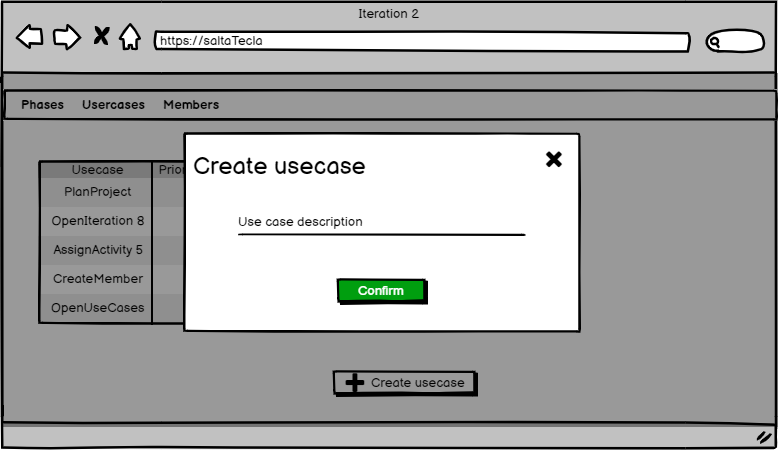 Iteration 2
https://saltaTecla
Phases Usercases Members
Create usecase
Usecase
PlanProject
Use case description
OpenIteration 8
AssignActivity 5
CreateMember
Confirm
OpenUseCases
Create usecase